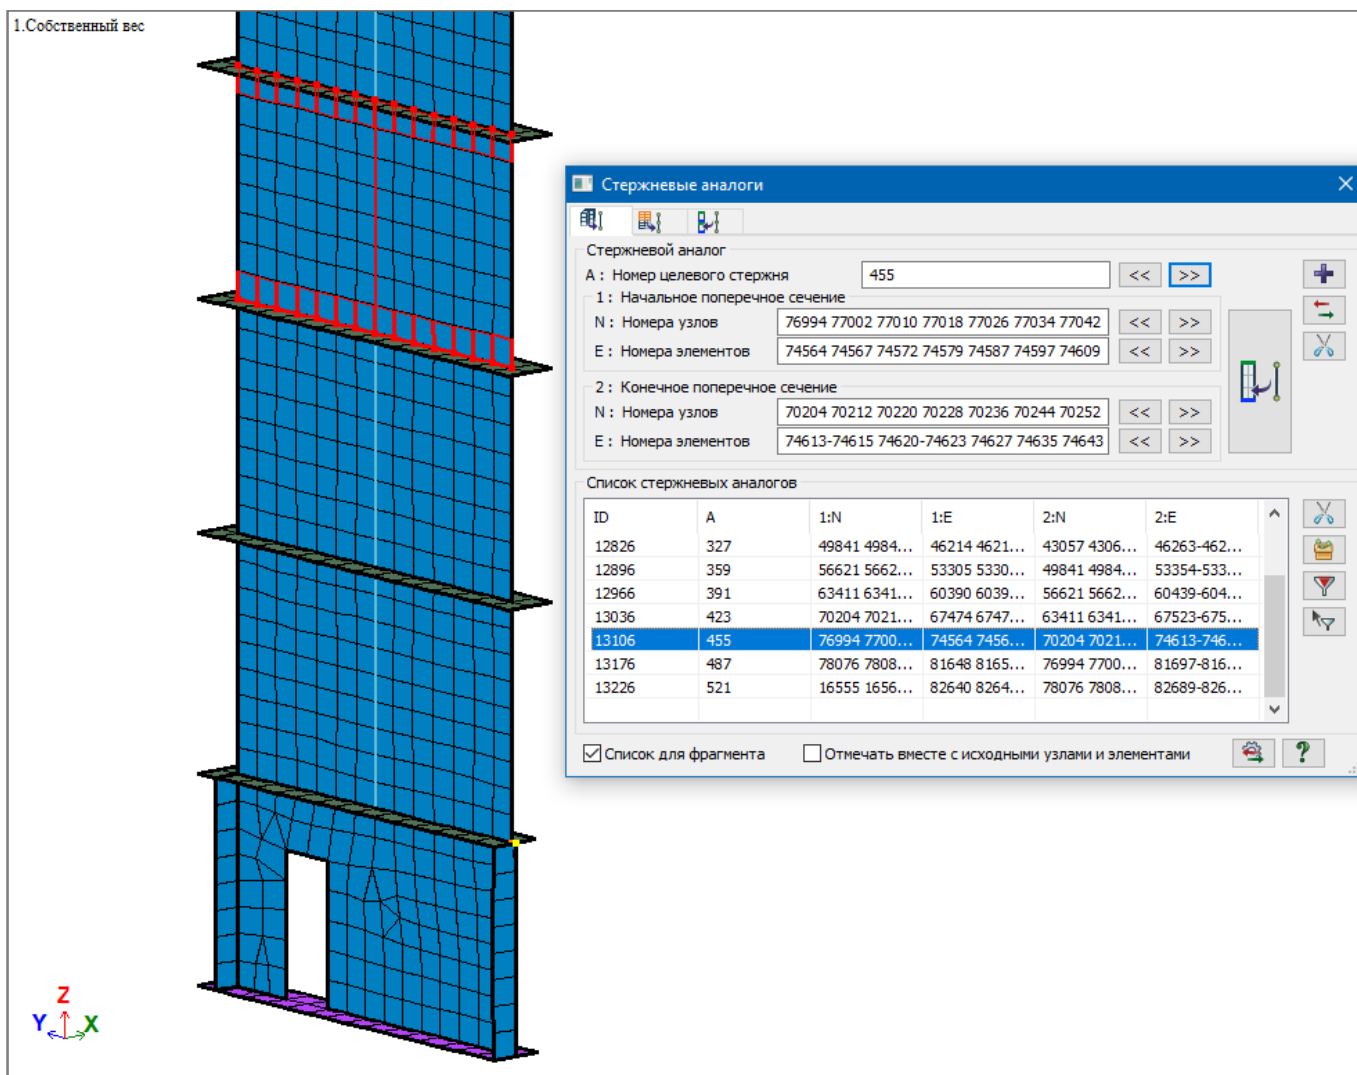 1.Собственный вес
Стержневые аналоги
Стержневой аналог
A : Номер целевого стержня 455 << >>
1 : Начальное поперечное сечение
N : Номера узлов 76994 77002 77010 77018 77026 77034 77042 << >>
E : Номера элементов 74564 74567 74572 74579 74587 74597 74609 << >>
2 : Конечное поперечное сечение
N : Номера узлов 70204 70212 70220 70228 70236 70244 70252 << >>
E : Номера элементов 74613-74615 74620-74623 74627 74635 74643 << >>
Список стержневых аналогов
ID A 1:N 1:E 2:N 2:E
12826 327 49841 4984... 46214 4621... 43057 4306... 46263-462...
12896 359 56621 5662... 53305 5330... 49841 4984... 53354-533...
12966 391 63411 6341... 60390 6039... 56621 5662... 60439-604...
13036 423 70204 7021... 67474 6747... 63411 6341... 67523-675...
13106 455 76994 7700... 74564 7456... 70204 7021... 74613-746...
13176 487 78076 7808... 81648 8165... 76994 7700... 81697-816...
13226 521 16555 1656... 82640 8264... 78076 7808... 82689-826...
Список для фрагмента Отмечать вместе с исходными узлами и элементами ?
Z
Y X